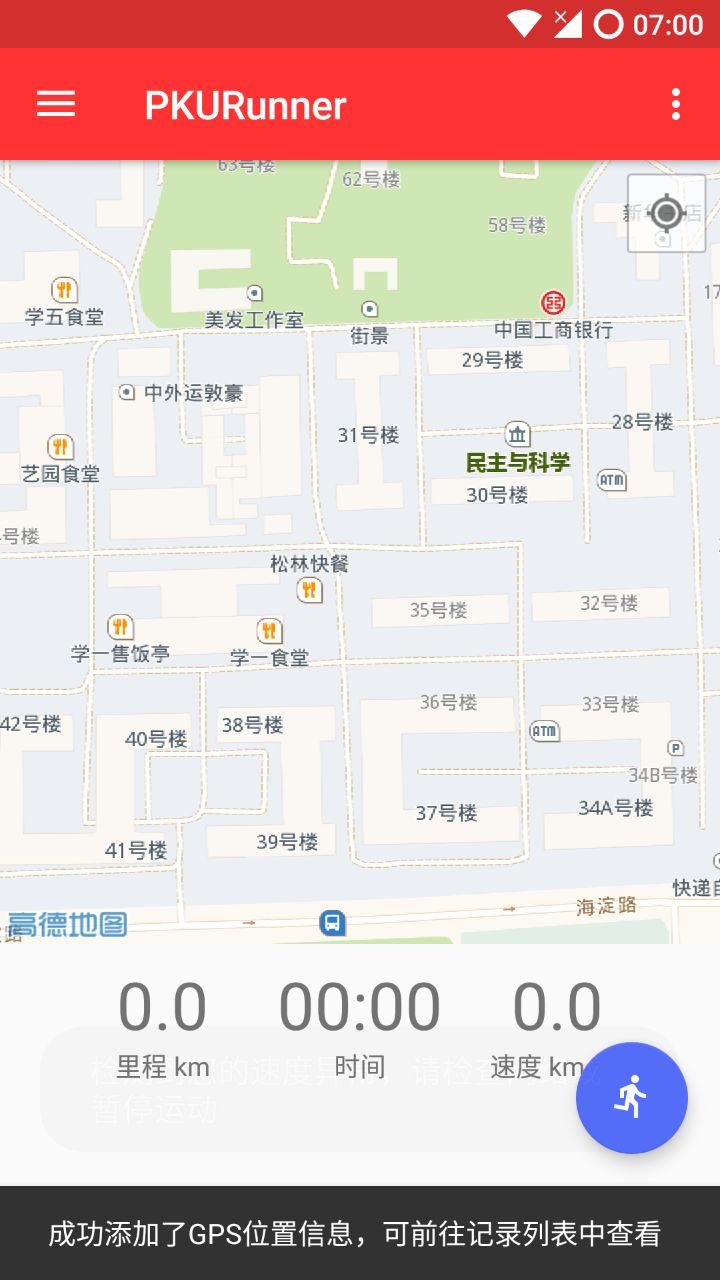 07:00
PKURunner
63号楼
62号楼
58号楼
学五食堂
美发工作室
街景
中国工商银行
29号楼
中外运敦豪
31号楼
28号楼
艺园食堂
民主与科学
ATM
30号楼
号楼
松林快餐
35号楼
32号楼
学一售饭亭
学一食堂
36号楼
33号楼
42号楼
40号楼
38号楼
ATM
P
34B号楼
37号楼
34A号楼
41号楼
39号楼
快递自
海淀路
高德地图
路
0.0 00:00 0.0
里程 km 时间 速度 km
暂停运动
成功添加了GPS位置信息，可前往记录列表中查看